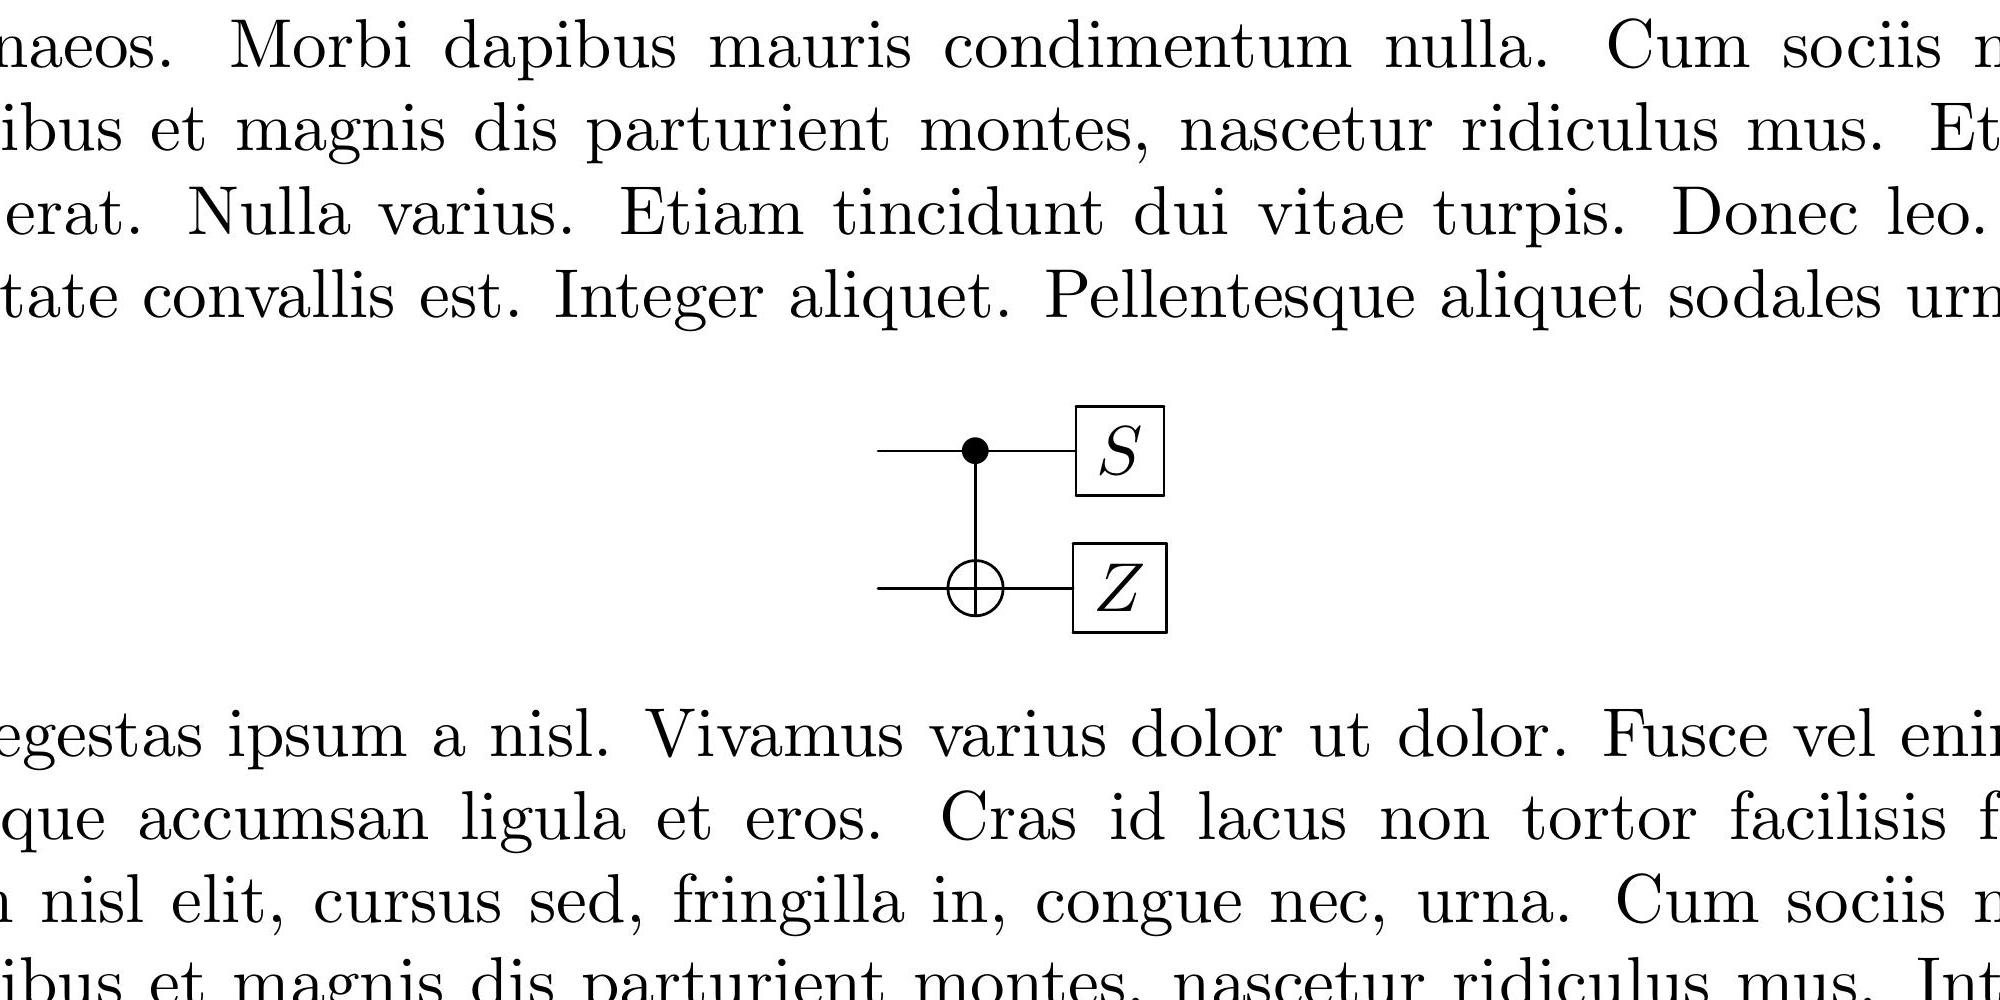 naeos. Morbi dapibus mauris condimentum nulla. Cum sociis n
ibus et magnis dis parturient montes, nascetur ridiculus mus. Et
erat. Nulla varius. Etiam tincidunt dui vitae turpis. Donec leo.
tate convallis est. Integer aliquet. Pellentesque aliquet sodales urn
S
Z
egestas ipsum a nisl. Vivamus varius dolor ut dolor. Fusce vel enim
que accumsan ligula et eros. Cras id lacus non tortor facilisis f
n nisl elit, cursus sed, fringilla in, congue nec, urna. Cum sociis n
ibus et magnis dis parturient montes, nascetur ridiculus mus. Int